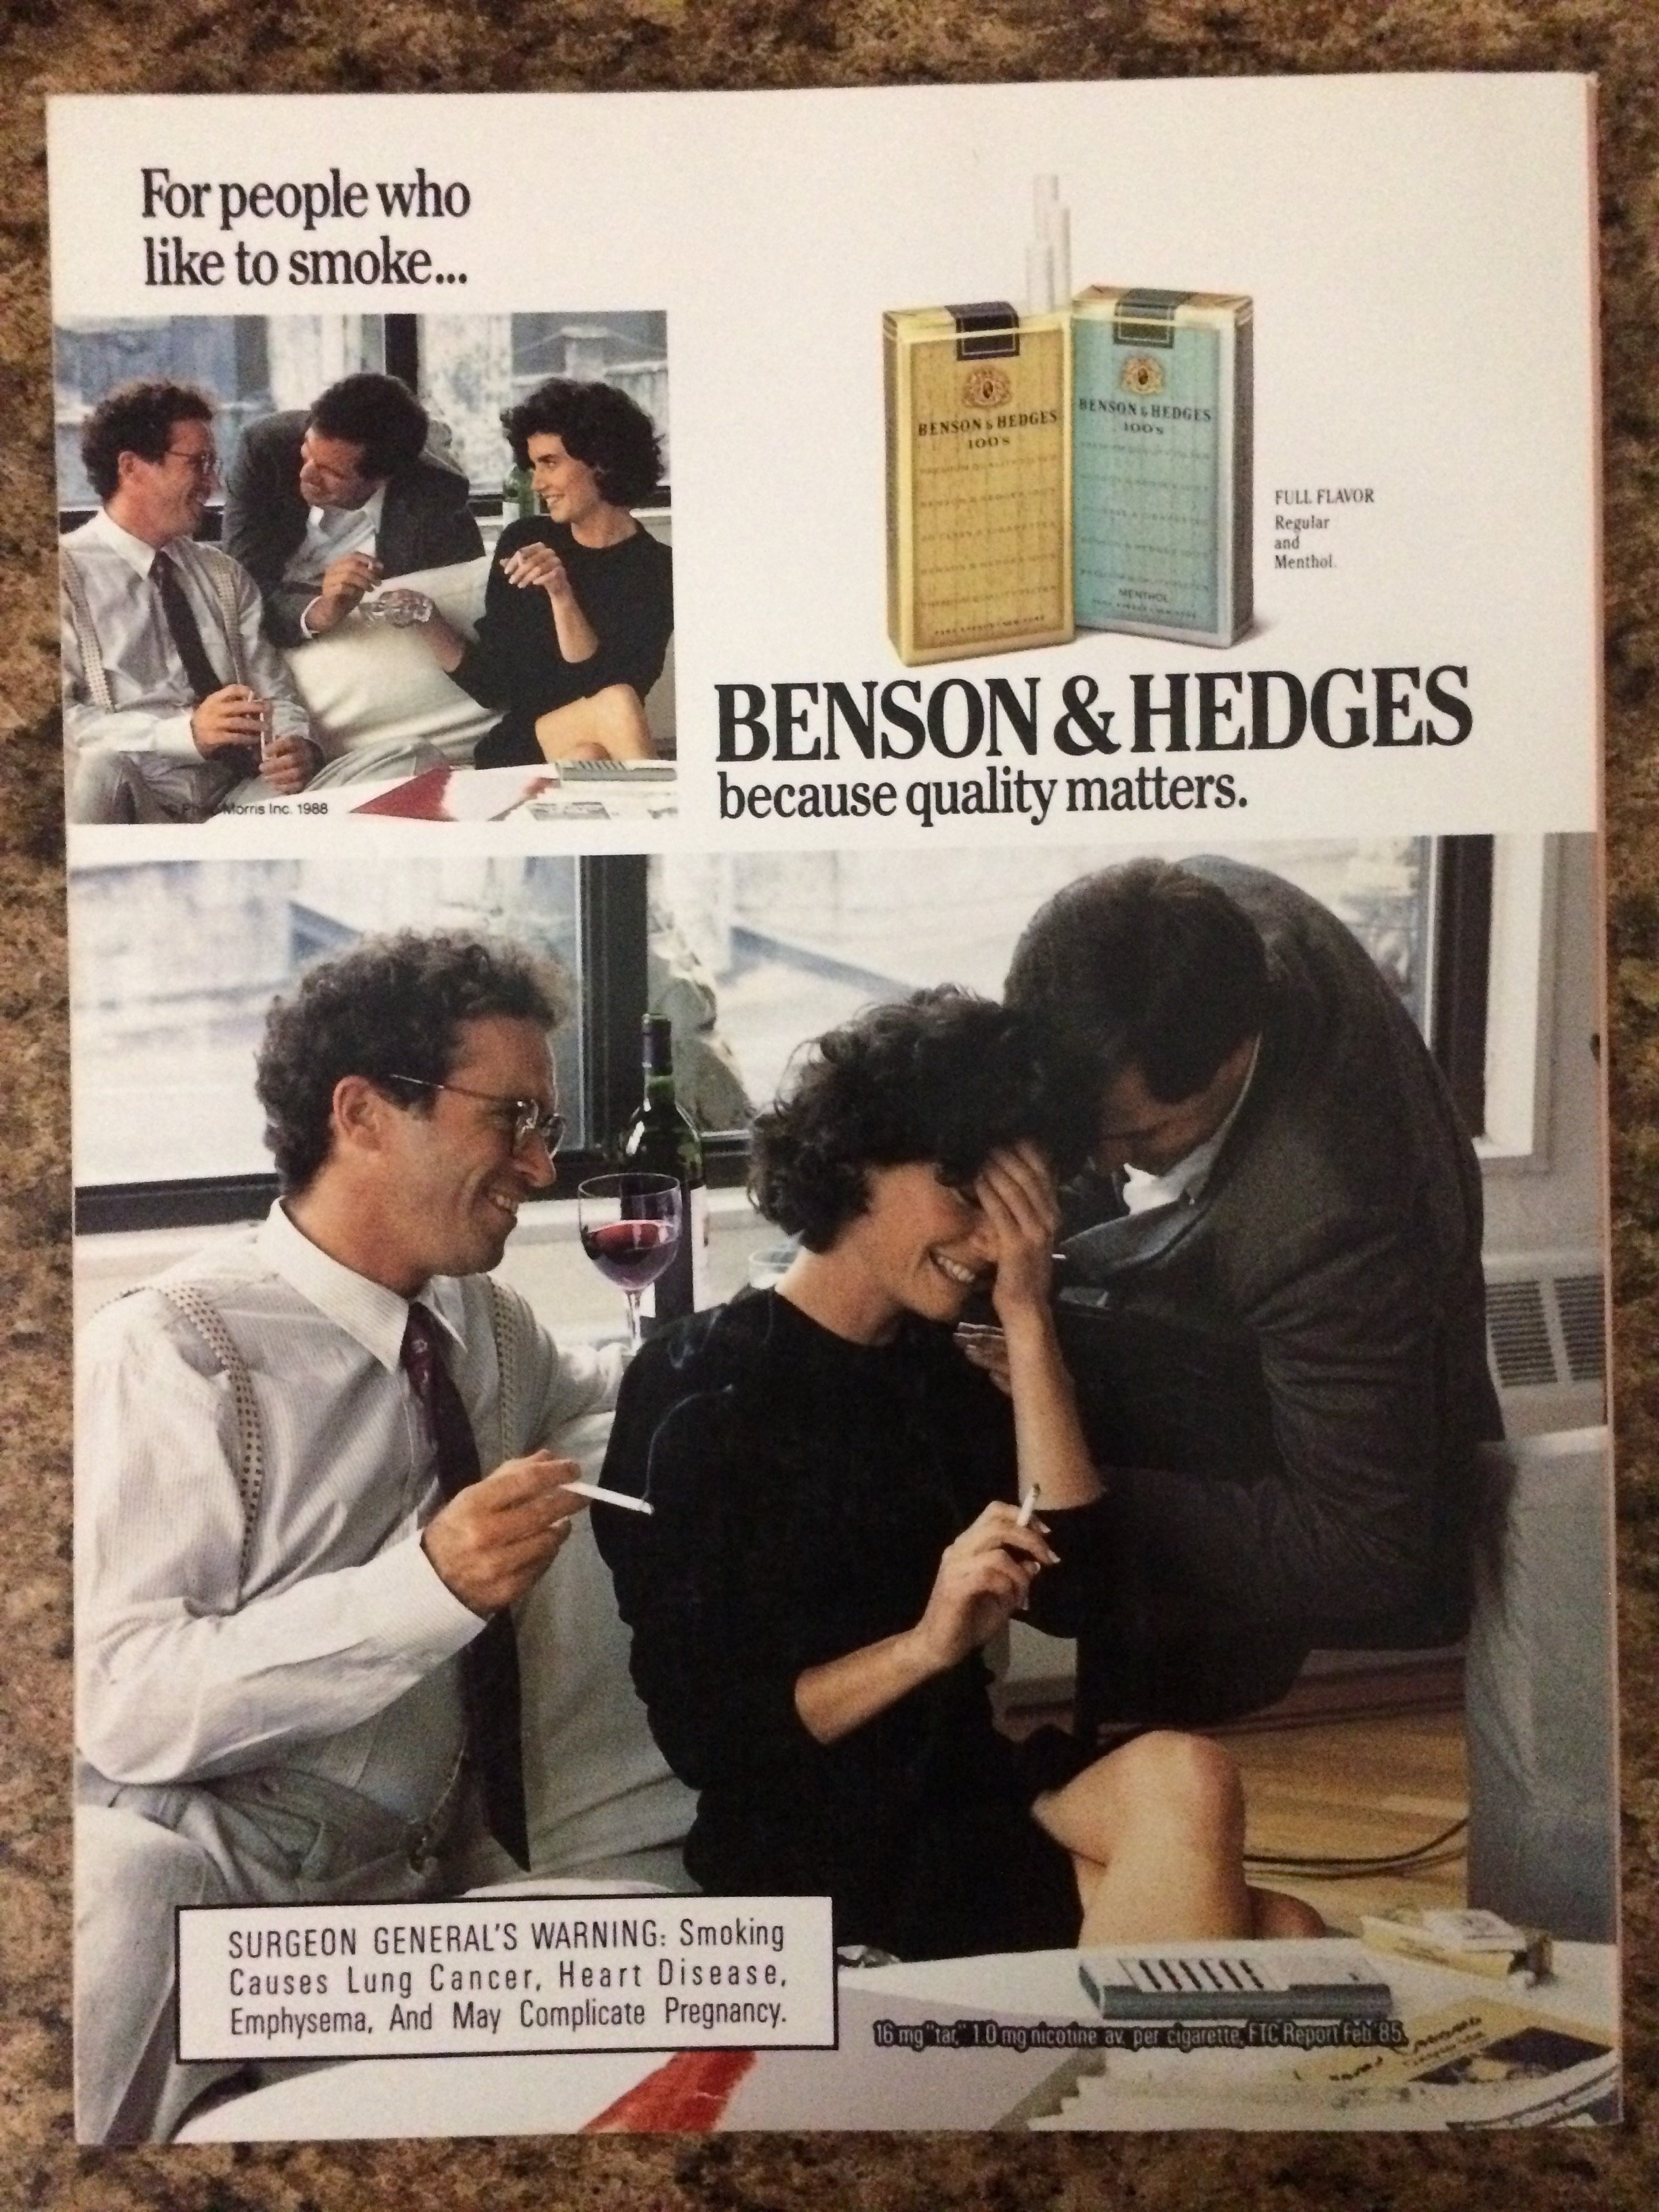 For people who
like to smoke...
BENSON & HEDGES
100's
BENSON & HEDGES
100's
MENTHOL
FULL FLAVOR
Regular
and
Menthol.
Morris Inc. 1988
BENSON & HEDGES
because quality matters.
SURGEON GENERAL'S WARNING: Smoking
Causes Lung Cancer, Heart Disease,
Emphysema, And May Complicate Pregnancy.
16 mg "tar," 1.0 mg nicotine av. per cigarette, FTC Report Feb. '85.